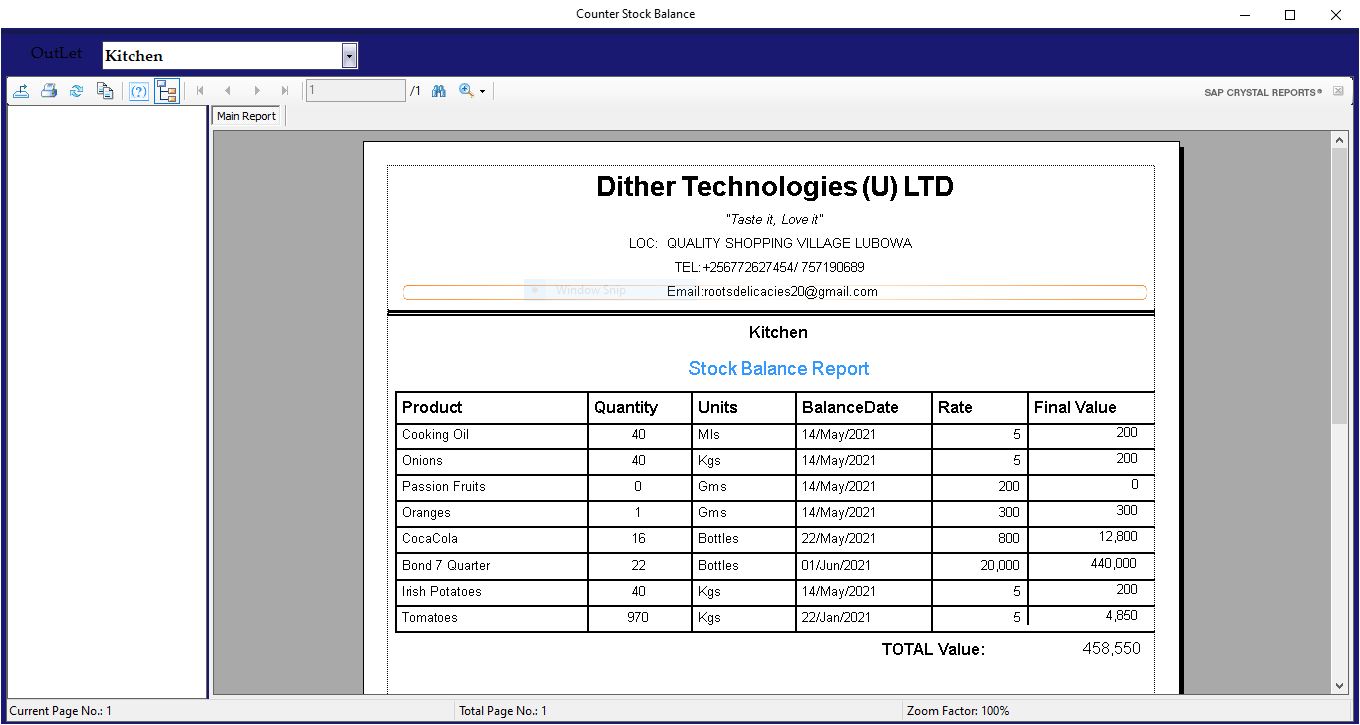 Counter Stock Balance
OutLet Kitchen
1 /1
SAP CRYSTAL REPORTS®
Main Report
Dither Technologies (U) LTD
"Taste it, Love it"
LOC: QUALITY SHOPPING VILLAGE LUBOWA
TEL:+256772627454/ 757190689
Window Snip
Email:rootsdelicacies20@gmail.com
Kitchen
Stock Balance Report
Product Quantity Units BalanceDate Rate Final Value
Cooking Oil 40 Mls 14/May/2021 5 200
Onions 40 Kgs 14/May/2021 5 200
Passion Fruits 0 Gms 14/May/2021 200 0
Oranges 1 Gms 14/May/2021 300 300
CocaCola 16 Bottles 22/May/2021 800 12,800
Bond 7 Quarter 22 Bottles 01/Jun/2021 20,000 440,000
Irish Potatoes 40 Kgs 14/May/2021 5 200
Tomatoes 970 Kgs 22/Jan/2021 5 4,850
TOTAL Value: 458,550
Current Page No.: 1 Total Page No.: 1 Zoom Factor: 100%